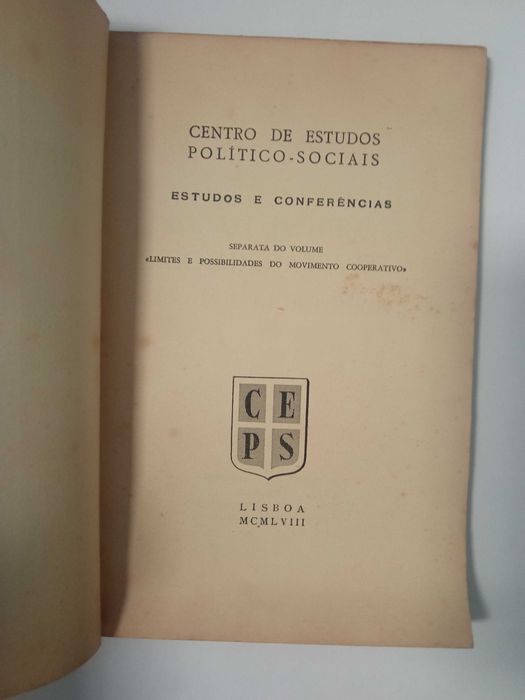 CENTRO DE ESTUDOS
POLÍTICO-SOCIAIS
ESTUDOS E CONFERÊNCIAS
SEPARATA DO VOLUME
«LIMITES E POSSIBILIDADES DO MOVIMENTO COOPERATIVO»
C E
P S
LISBOA
MCMLVIII